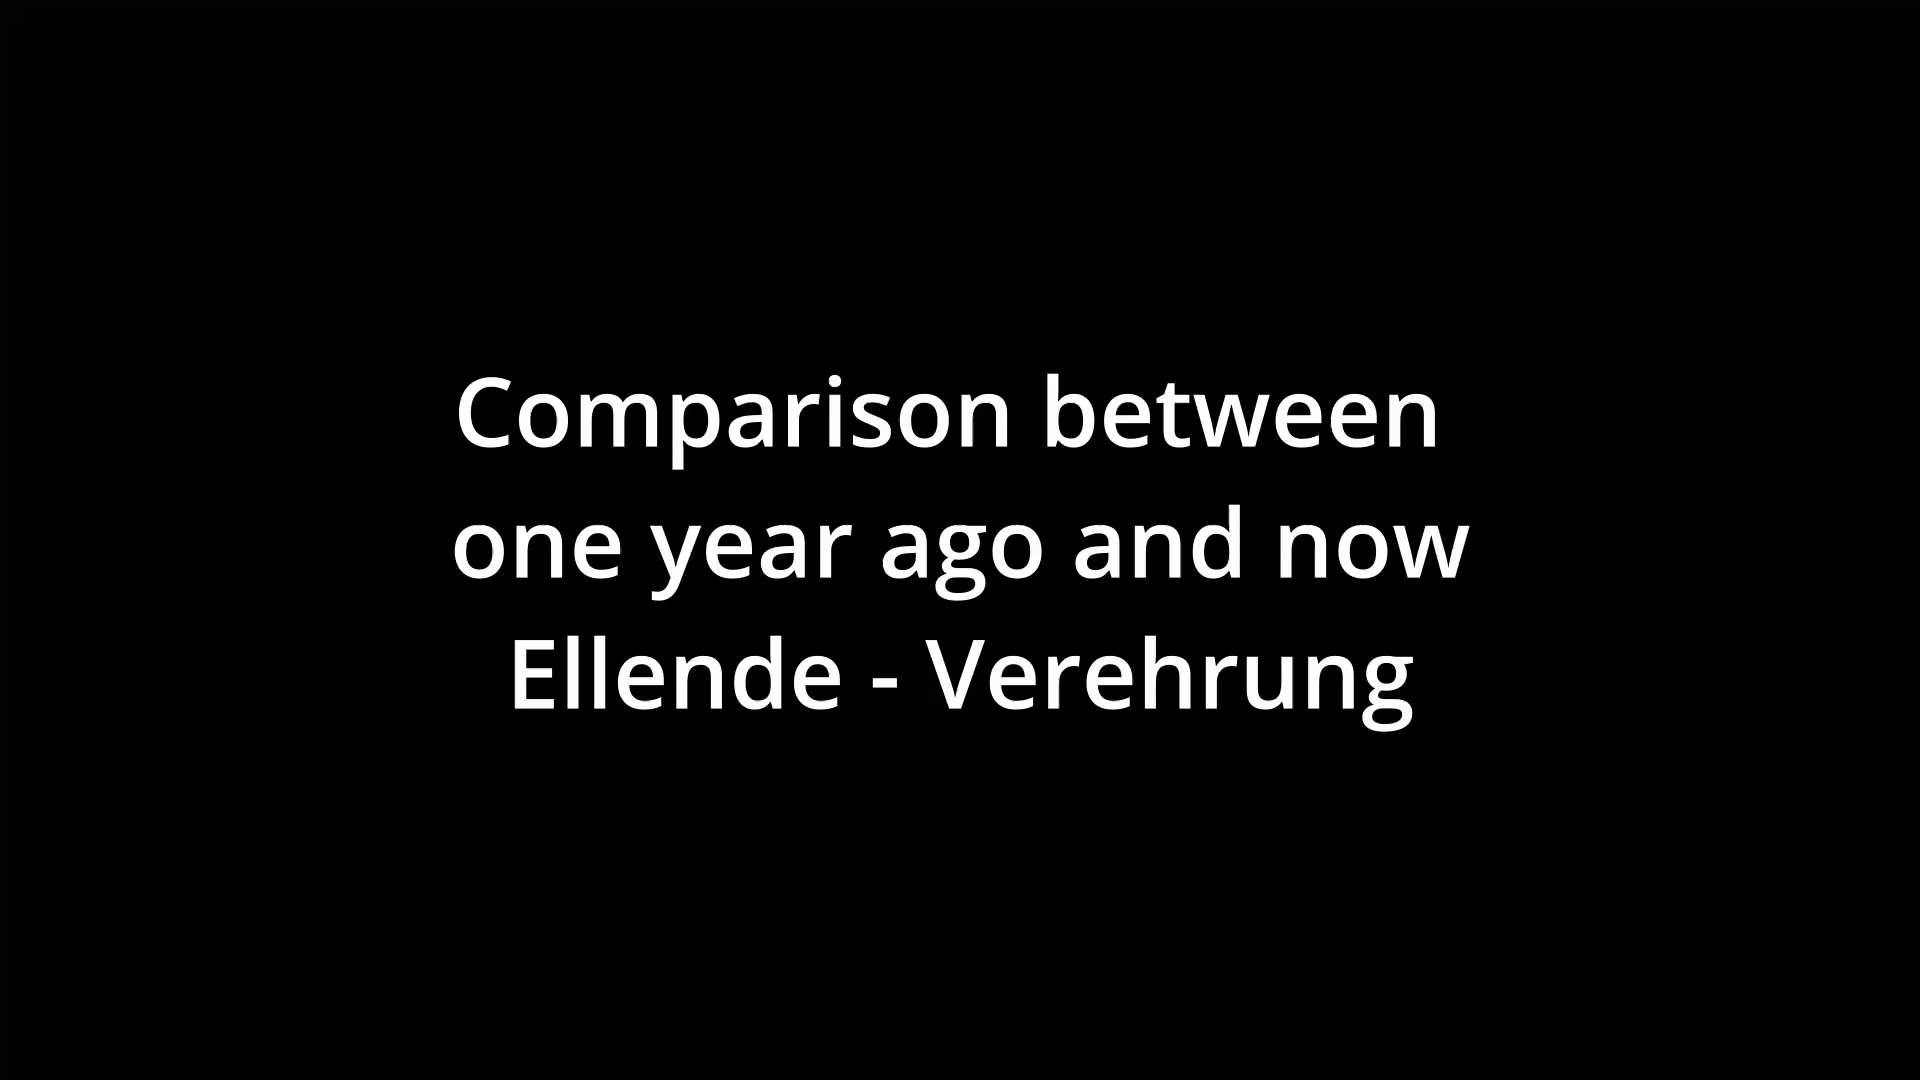 Comparison between
one year ago and now
Ellende - Verehrung